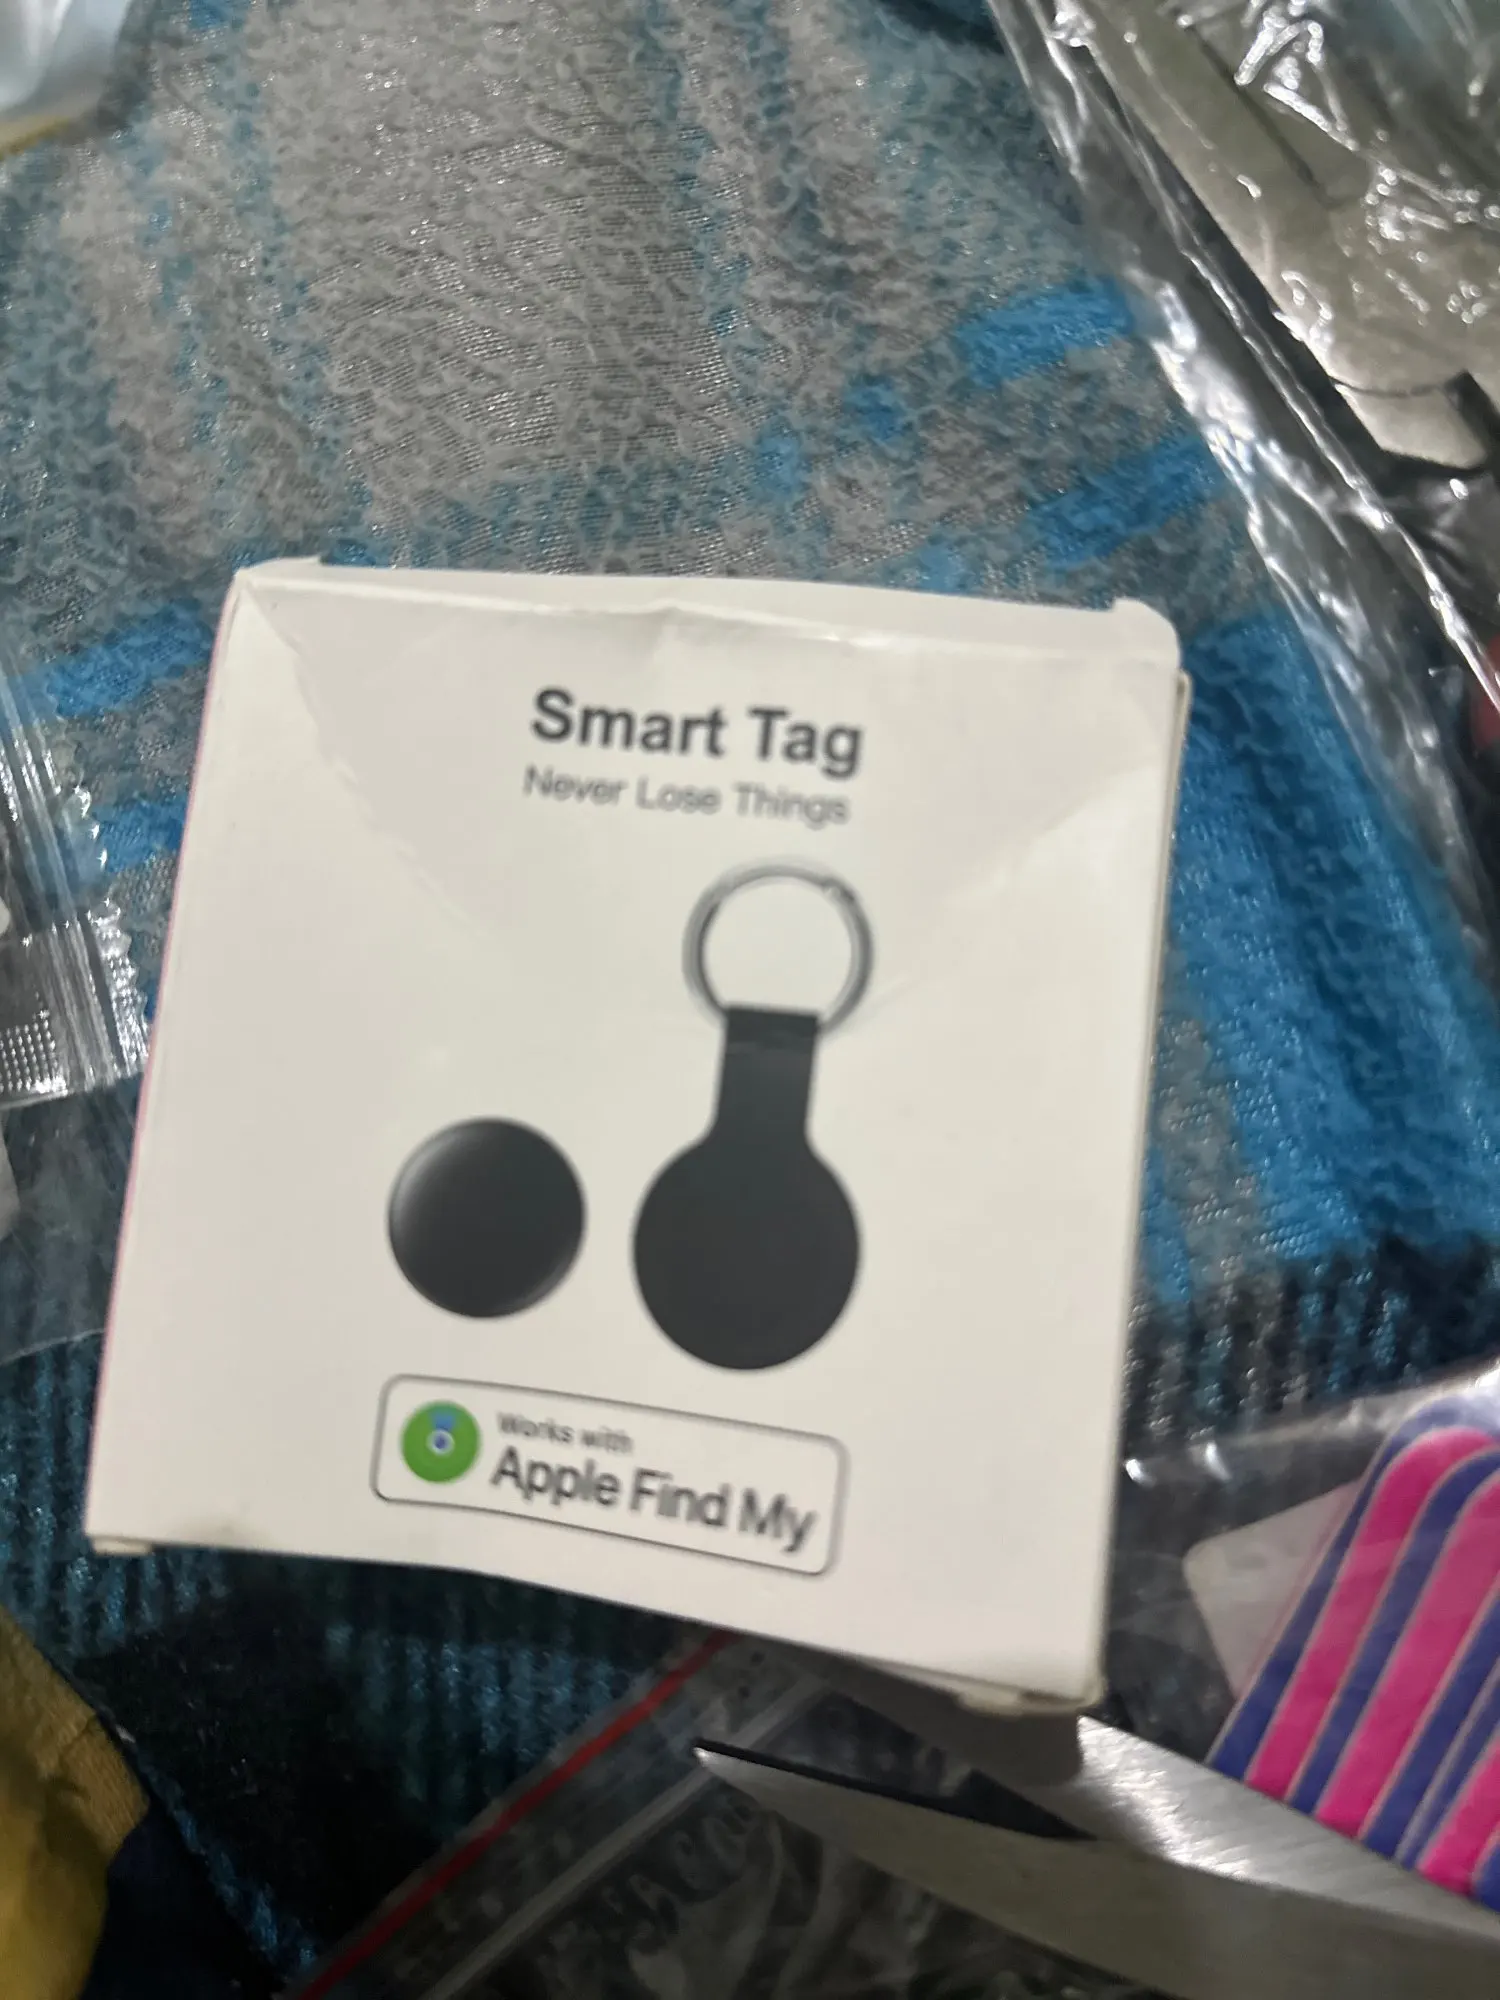 Smart Tag
Never Lose Things
Works with
Apple Find My